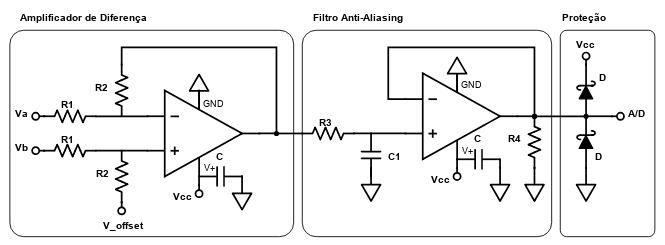 Amplificador de Diferença
Filtro Anti-Aliasing
Proteção
Vcc
R2
GND
GND
D
Va
R1
−
−
A/D
R3
Vb
R1
+
+
R4
C
D
C1
V+
R2
C
V+
Vcc
Vcc
V_offset